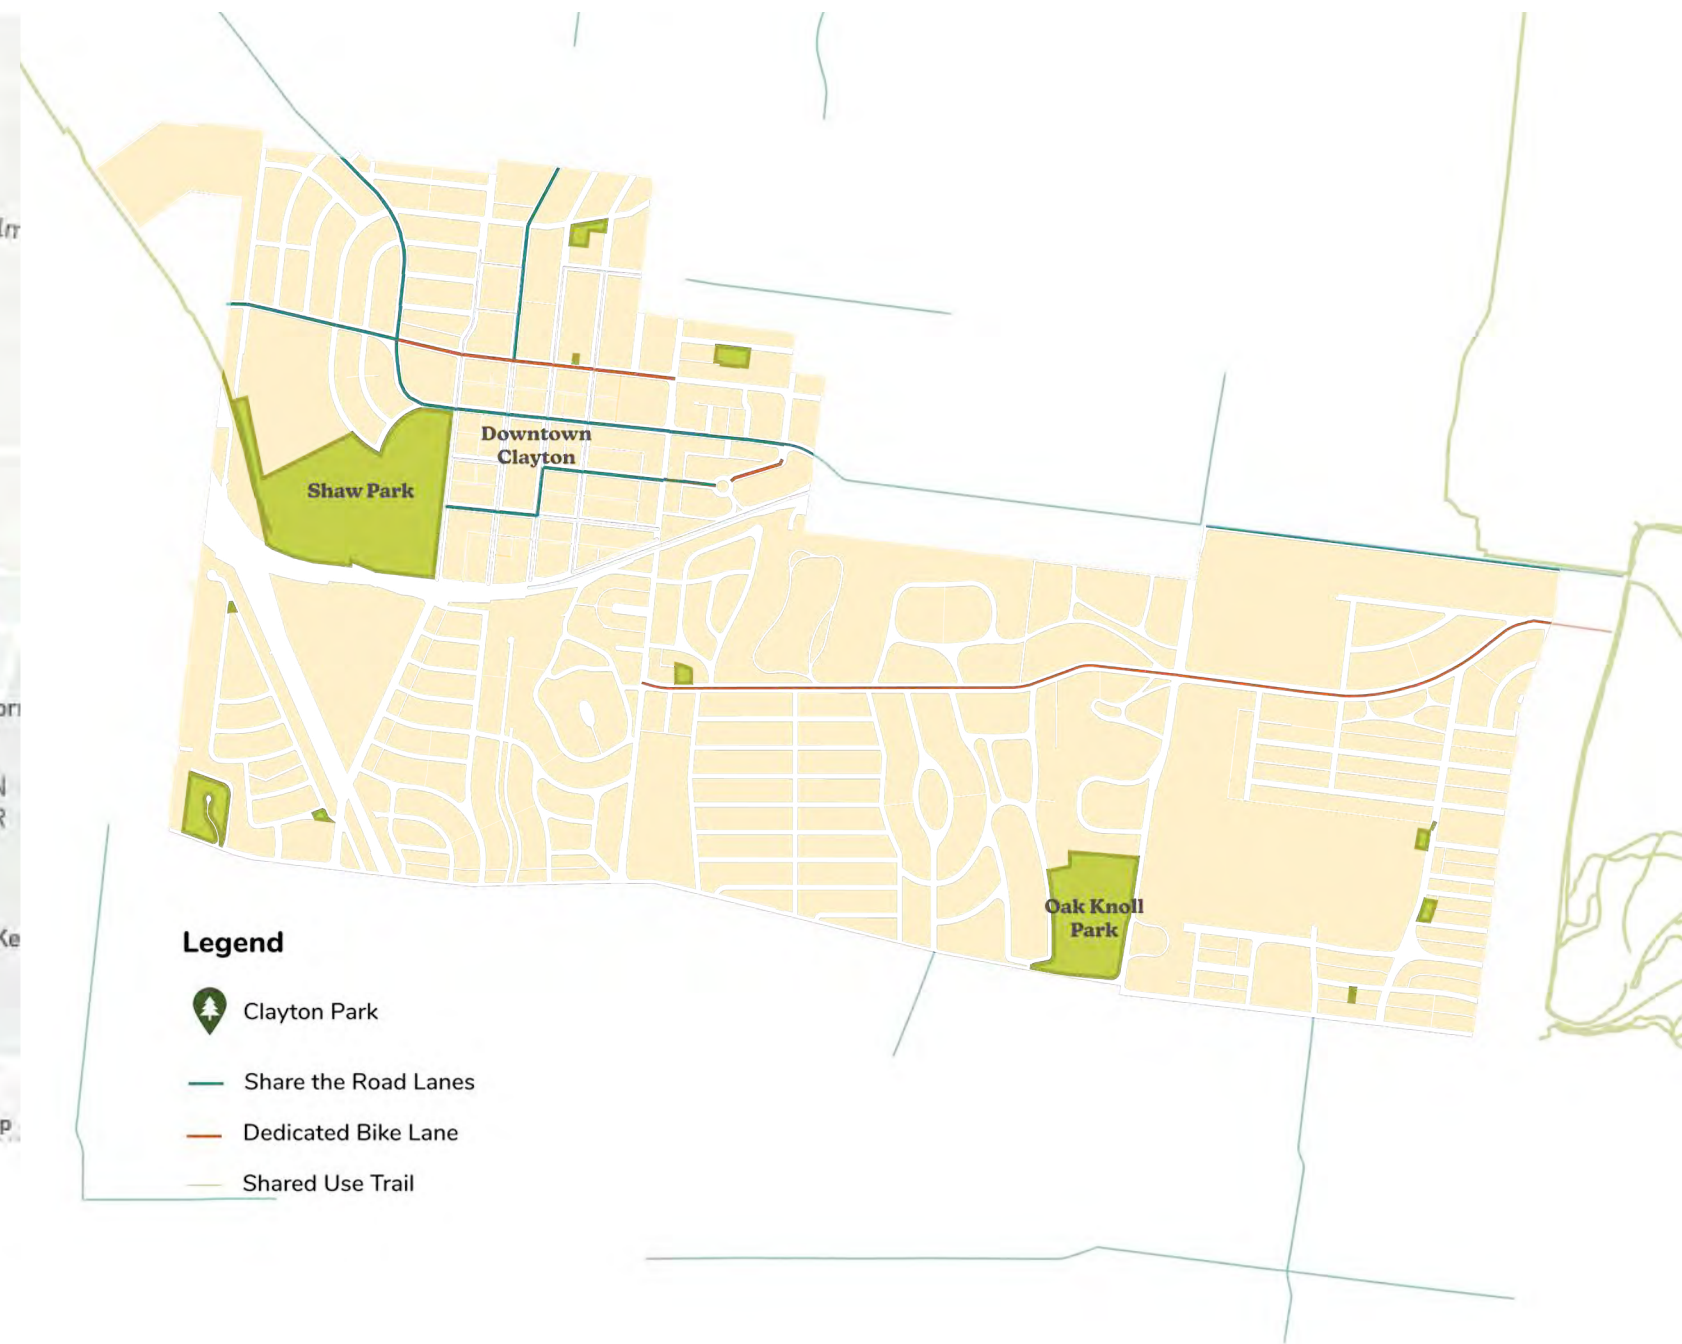 Downtown
Clayton
Shaw Park
Oak Knoll
Park
Legend
Clayton Park
Share the Road Lanes
Dedicated Bike Lane
Shared Use Trail